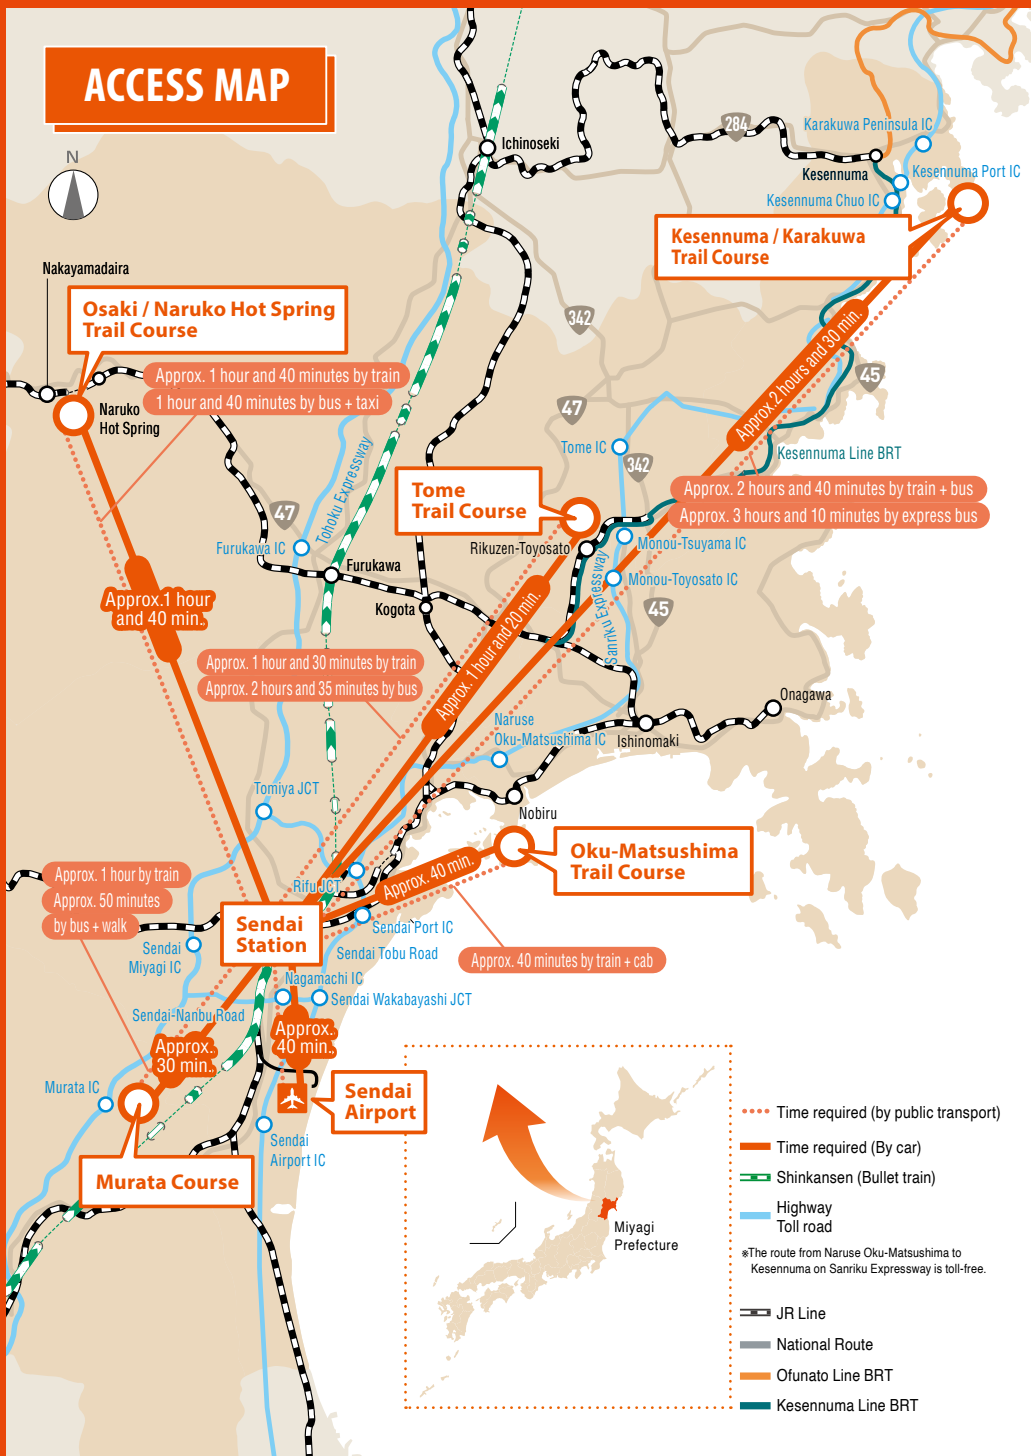 ACCESS MAP
N
Ichinoseki
284
Karakuwa Peninsula IC
Kesennuma
Kesennuma Port IC
Kesennuma Chuo IC
Kesennuma / Karakuwa
Trail Course
Nakayamadaira
Osaki / Naruko Hot Spring
Trail Course
342
Approx. 2 hours and 30 min.
Approx. 1 hour and 40 minutes by train
1 hour and 40 minutes by bus + taxi
45
Naruko
Hot Spring
47
Tome IC
Kesennuma Line BRT
342
Tohoku Expressway
Tome
Trail Course
Approx. 2 hours and 40 minutes by train + bus
Approx. 3 hours and 10 minutes by express bus
47
Furukawa IC
Rikuzen-Toyosato
Monou-Tsuyama IC
Furukawa
Monou-Toyosato IC
Sanriku Expressway
Kogota
45
Approx.1 hour
and 40 min.
Approx. 1 hour and 20 min.
Approx. 1 hour and 30 minutes by train
Approx. 2 hours and 35 minutes by bus
Onagawa
Naruse
Oku-Matsushima IC
Ishinomaki
Tomiya JCT
Nobiru
Oku-Matsushima
Trail Course
Approx. 40 min.
Rifu JCT
Approx. 1 hour by train
Approx. 50 minutes
by bus + walk
Sendai
Station
Sendai Port IC
Sendai Tobu Road
Sendai
Miyagi IC
Approx. 40 minutes by train + cab
Nagamachi IC
Sendai Wakabayashi JCT
Sendai-Nanbu Road
Approx.
40 min.
Approx.
30 min.
Murata IC
Sendai
Airport
Sendai
Airport IC
Murata Course
Miyagi
Prefecture
Time required (by public transport)
Time required (By car)
Shinkansen (Bullet train)
Highway
Toll road
※The route from Naruse Oku-Matsushima to
Kesennuma on Sanriku Expressway is toll-free.
JR Line
National Route
Ofunato Line BRT
Kesennuma Line BRT